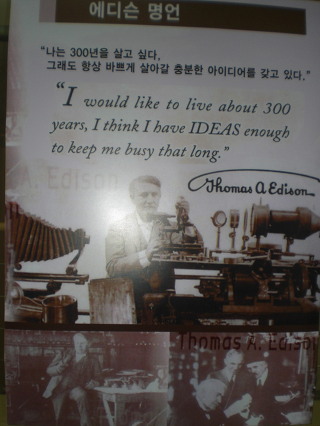 에디슨 명언
“나는 300년을 살고 싶다,
그래도 항상 바쁘게 살아갈 충분한 아이디어를 갖고 있다.”
“I would like to live about 300
years, I think I have IDEAS enough
to keep me busy that long.”
A. Edison
Thomas A Edison
Thomas A. Edison